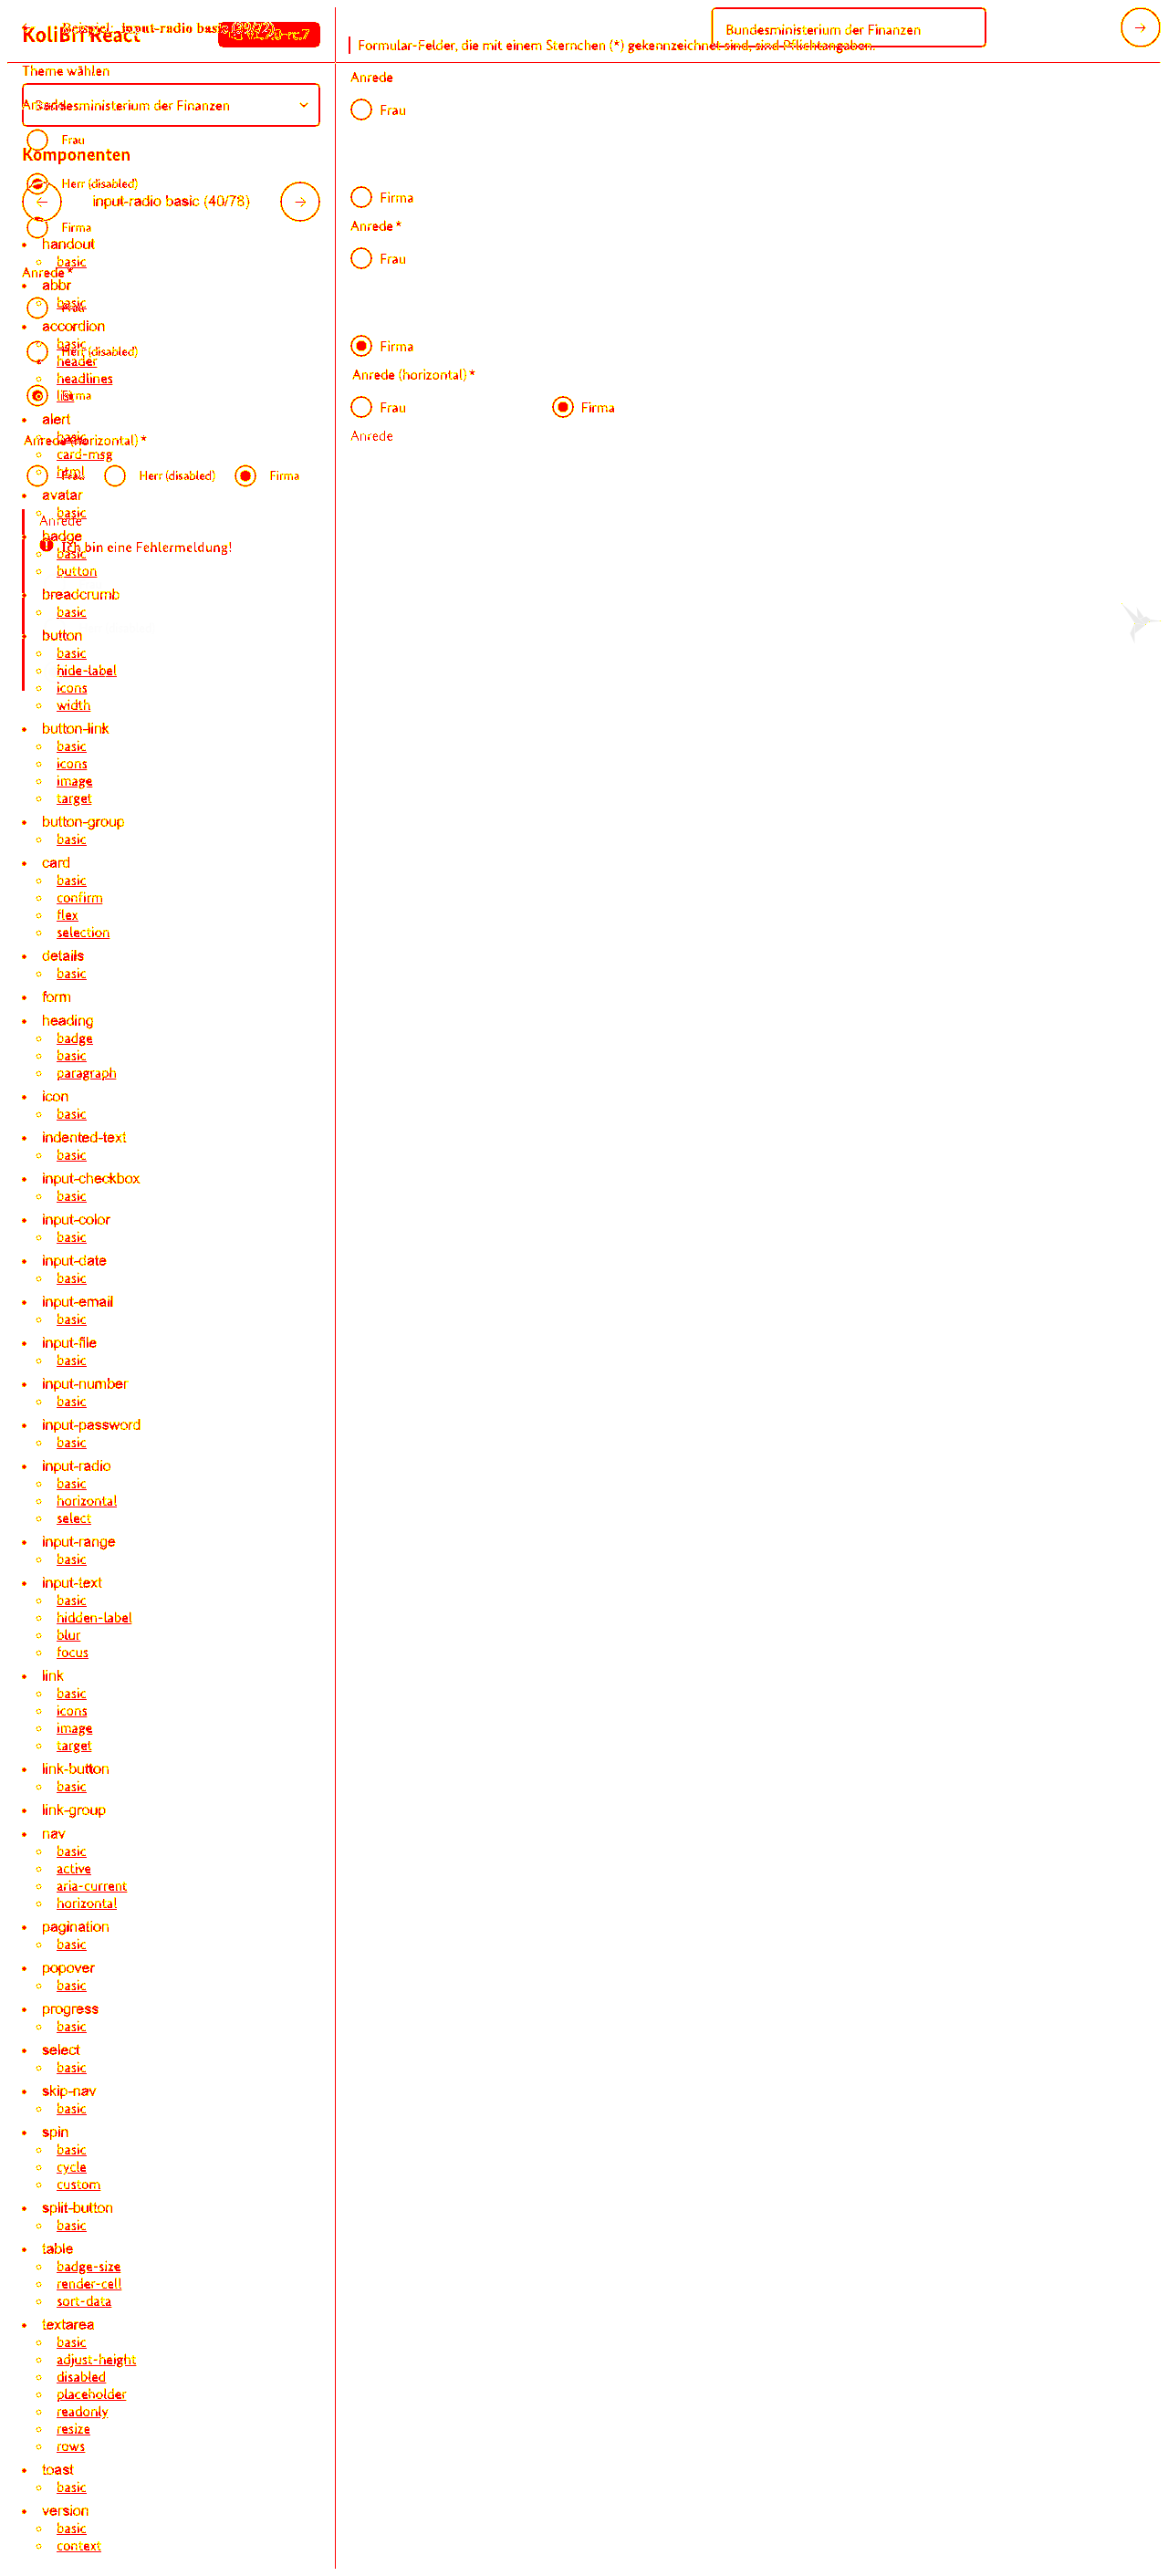 KoliBri React
Beispiel: input-radio basic
Bundesministerium der Finanzen
Formular-Felder, die mit einem Sternchen (*) gekennzeichnet sind, sind Pflichtangaben.
Theme wählen
Bundesministerium der Finanzen
Anrede
Frau
Komponenten
Herr (disabled)
input-radio basic (40/78)
Firma
handout
basic
Anrede *
abbr
basic
Frau
accordion
basic
Herr (disabled)
header
headlines
list
Firma
alert
basic
Anrede (horizontal) *
card-msg
html
Frau
Herr (disabled)
Firma
avatar
basic
Anrede
badge
Ich bin eine Fehlermeldung!
basic
button
breadcrumb
basic
button
basic
hide-label
icons
width
button-link
basic
icons
image
target
button-group
basic
card
basic
confirm
flex
selection
details
basic
form
heading
badge
basic
paragraph
icon
basic
indented-text
basic
input-checkbox
basic
input-color
basic
input-date
basic
input-email
basic
input-file
basic
input-number
basic
input-password
basic
input-radio
basic
horizontal
select
input-range
basic
input-text
basic
hidden-label
blur
focus
link
basic
icons
image
target
link-button
basic
link-group
nav
basic
active
aria-current
horizontal
pagination
basic
popover
basic
progress
basic
select
basic
skip-nav
basic
spin
basic
cycle
custom
split-button
basic
table
badge-size
render-cell
sort-data
textarea
basic
adjust-height
disabled
placeholder
readonly
resize
rows
toast
basic
version
basic
context
Anrede
Frau
Firma
Anrede *
Frau
Firma
Anrede (horizontal) *
Frau
Firma
Anrede